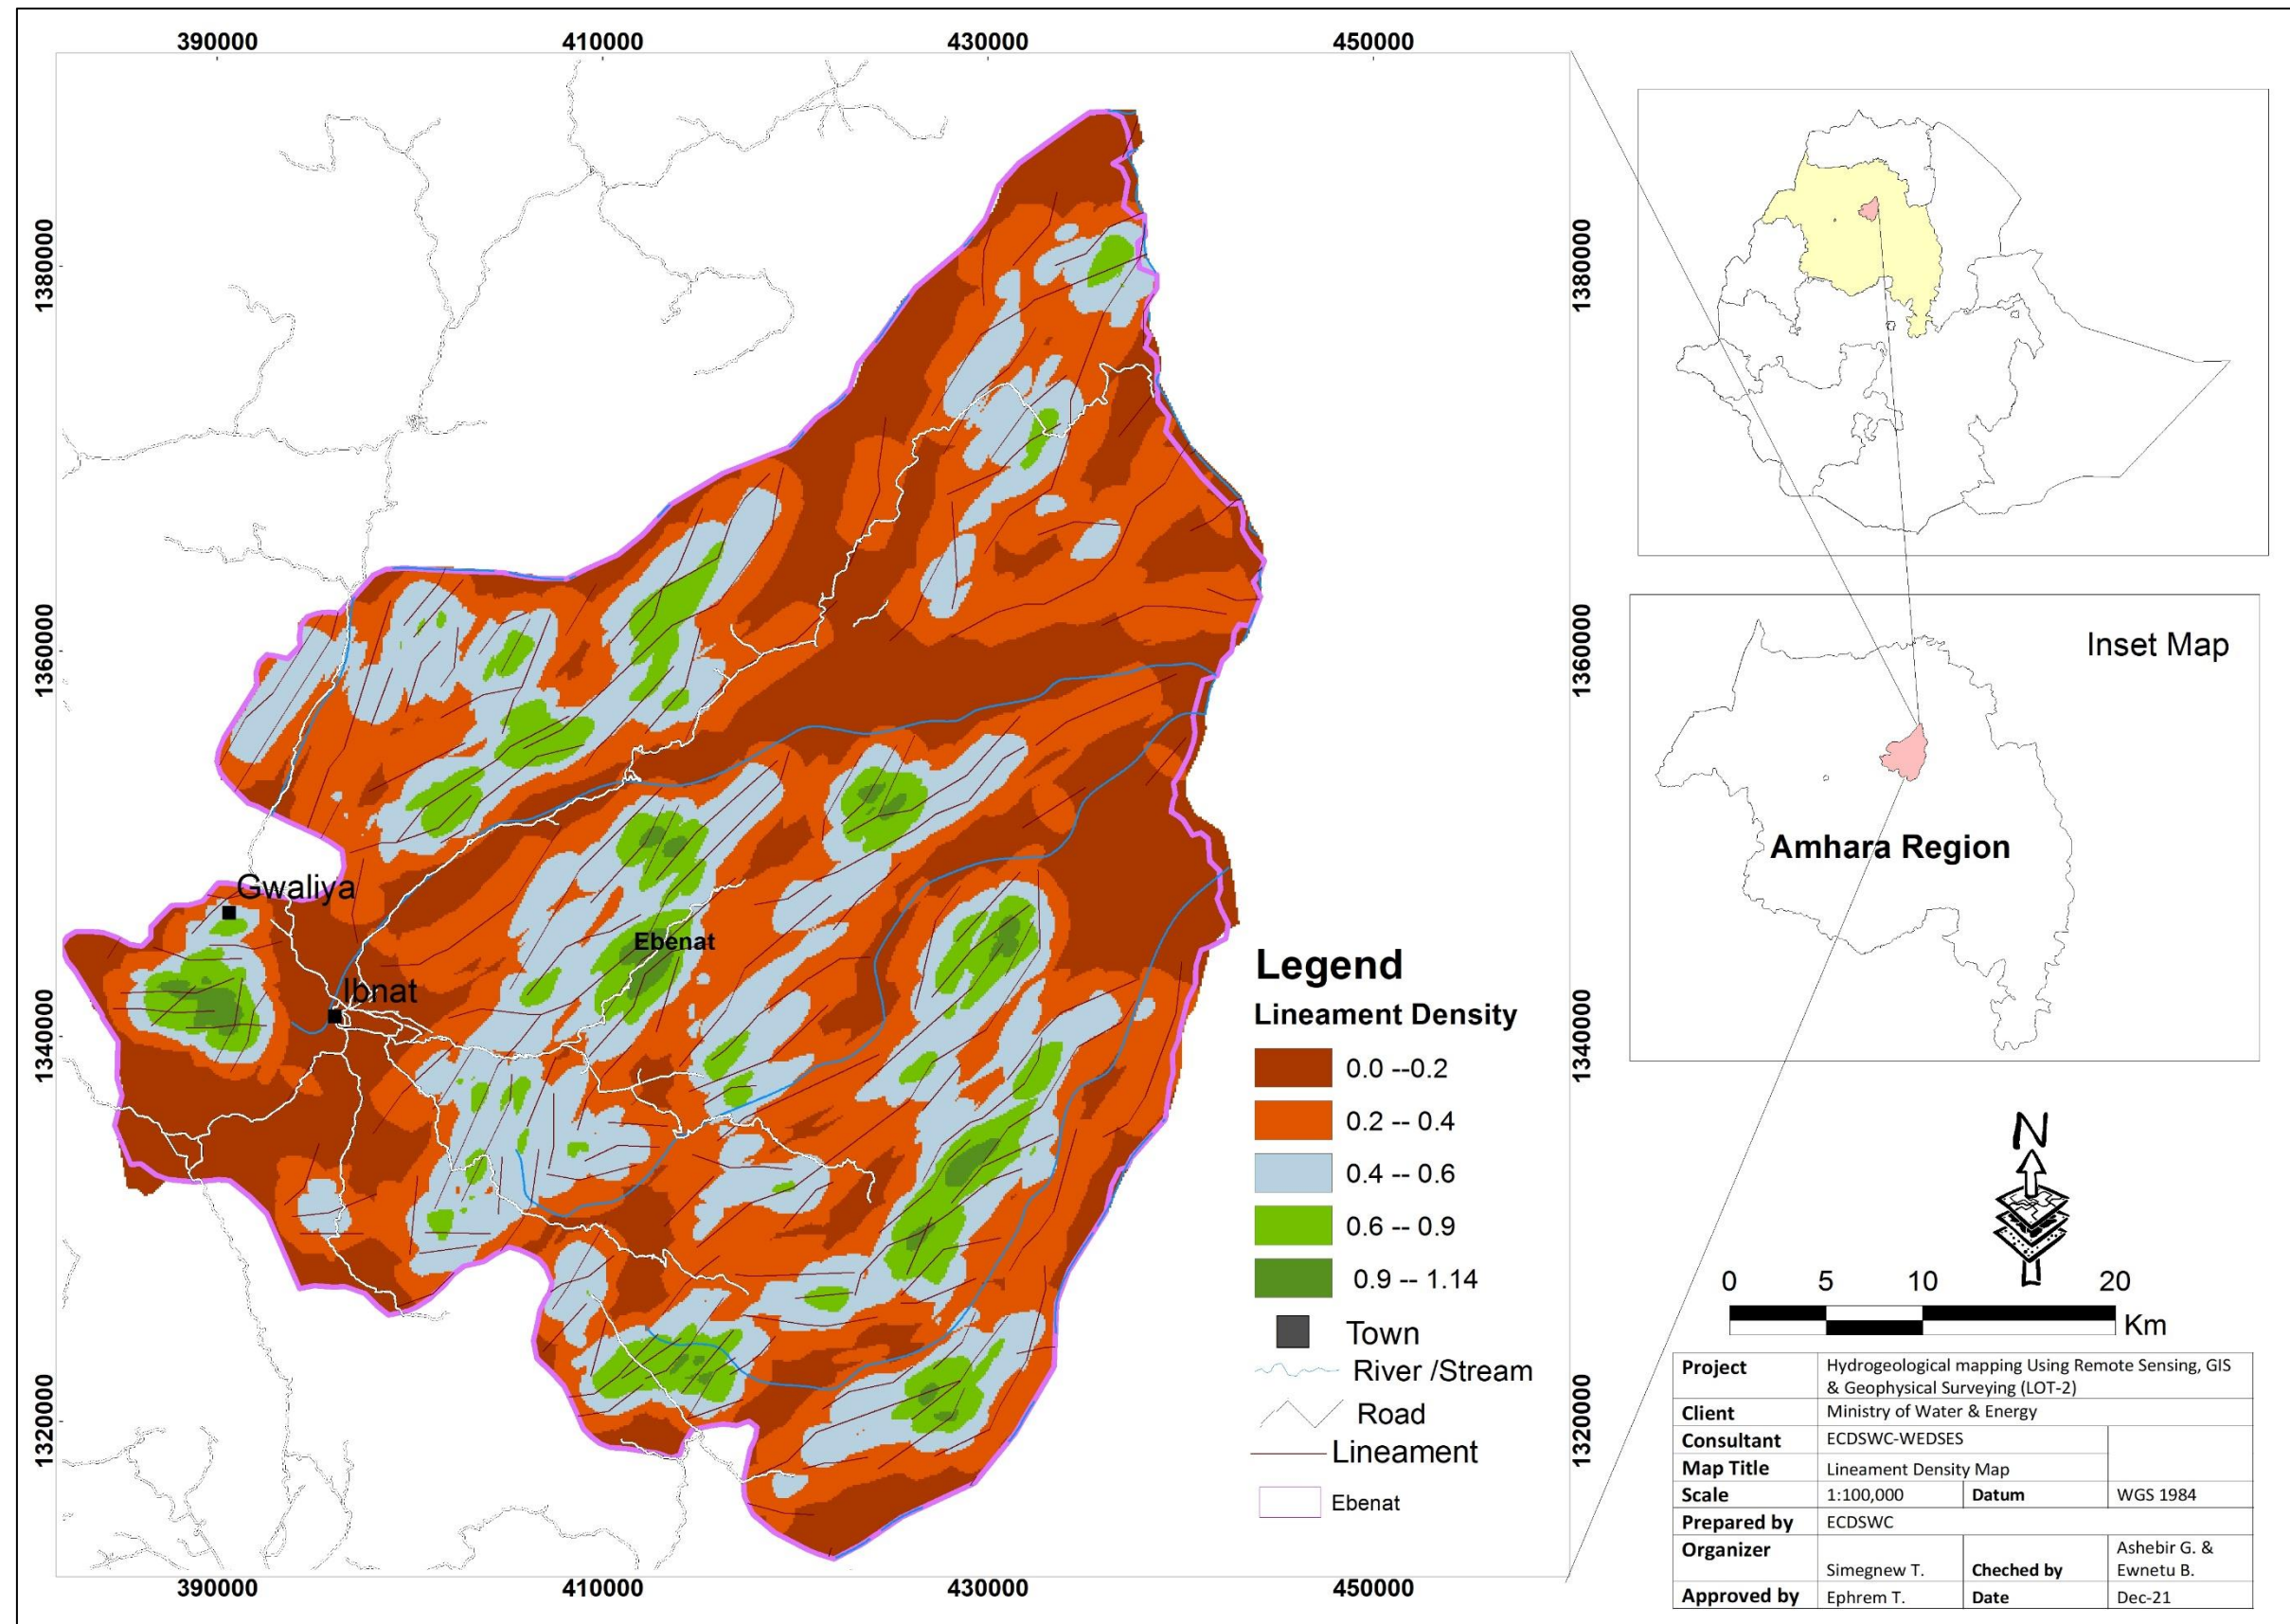 390000 410000 430000 450000
1380000
1360000
1340000
1320000
1380000
1360000
1340000
1320000
Gwaliya
Ebenat
Ibnat
390000 410000 430000 450000
Legend
Lineament Density
0.0 --0.2
0.2 -- 0.4
0.4 -- 0.6
0.6 -- 0.9
0.9 -- 1.14
Town
River /Stream
Road
Lineament
Ebenat
Inset Map
Amhara Region
N
0 5 10 20
Km
Project Hydrogeological mapping Using Remote Sensing, GIS
& Geophysical Surveying (LOT-2)
Client Ministry of Water & Energy
Consultant ECDSWC-WEDSES
Map Title Lineament Density Map
Scale 1:100,000 Datum WGS 1984
Prepared by ECDSWC
Organizer Simegnew T. Cheched by Ashebir G. &
Ewnetu B.
Approved by Ephrem T. Date Dec-21